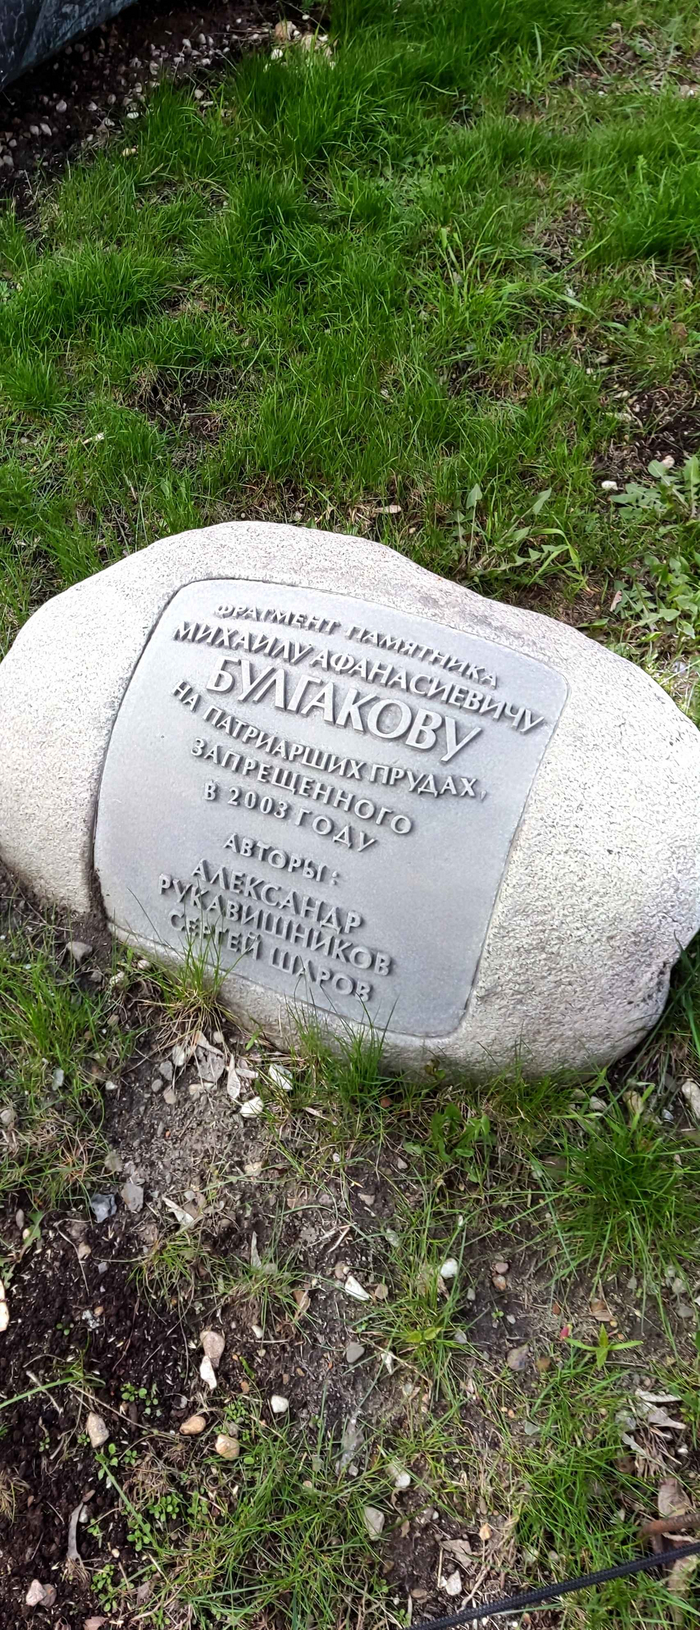 ФРАГМЕНТ ПАМЯТНИКА
МИХАИЛУ АФАНАСИЕВИЧУ
БУЛГАКОВУ
НА ПАТРИАРШИХ ПРУДАХ,
ЗАПРЕЩЕННОГО
В 2003 ГОДУ
АВТОРЫ:
АЛЕКСАНДР
РУКАВИШНИКОВ
СЕРГЕЙ ШАРОВ